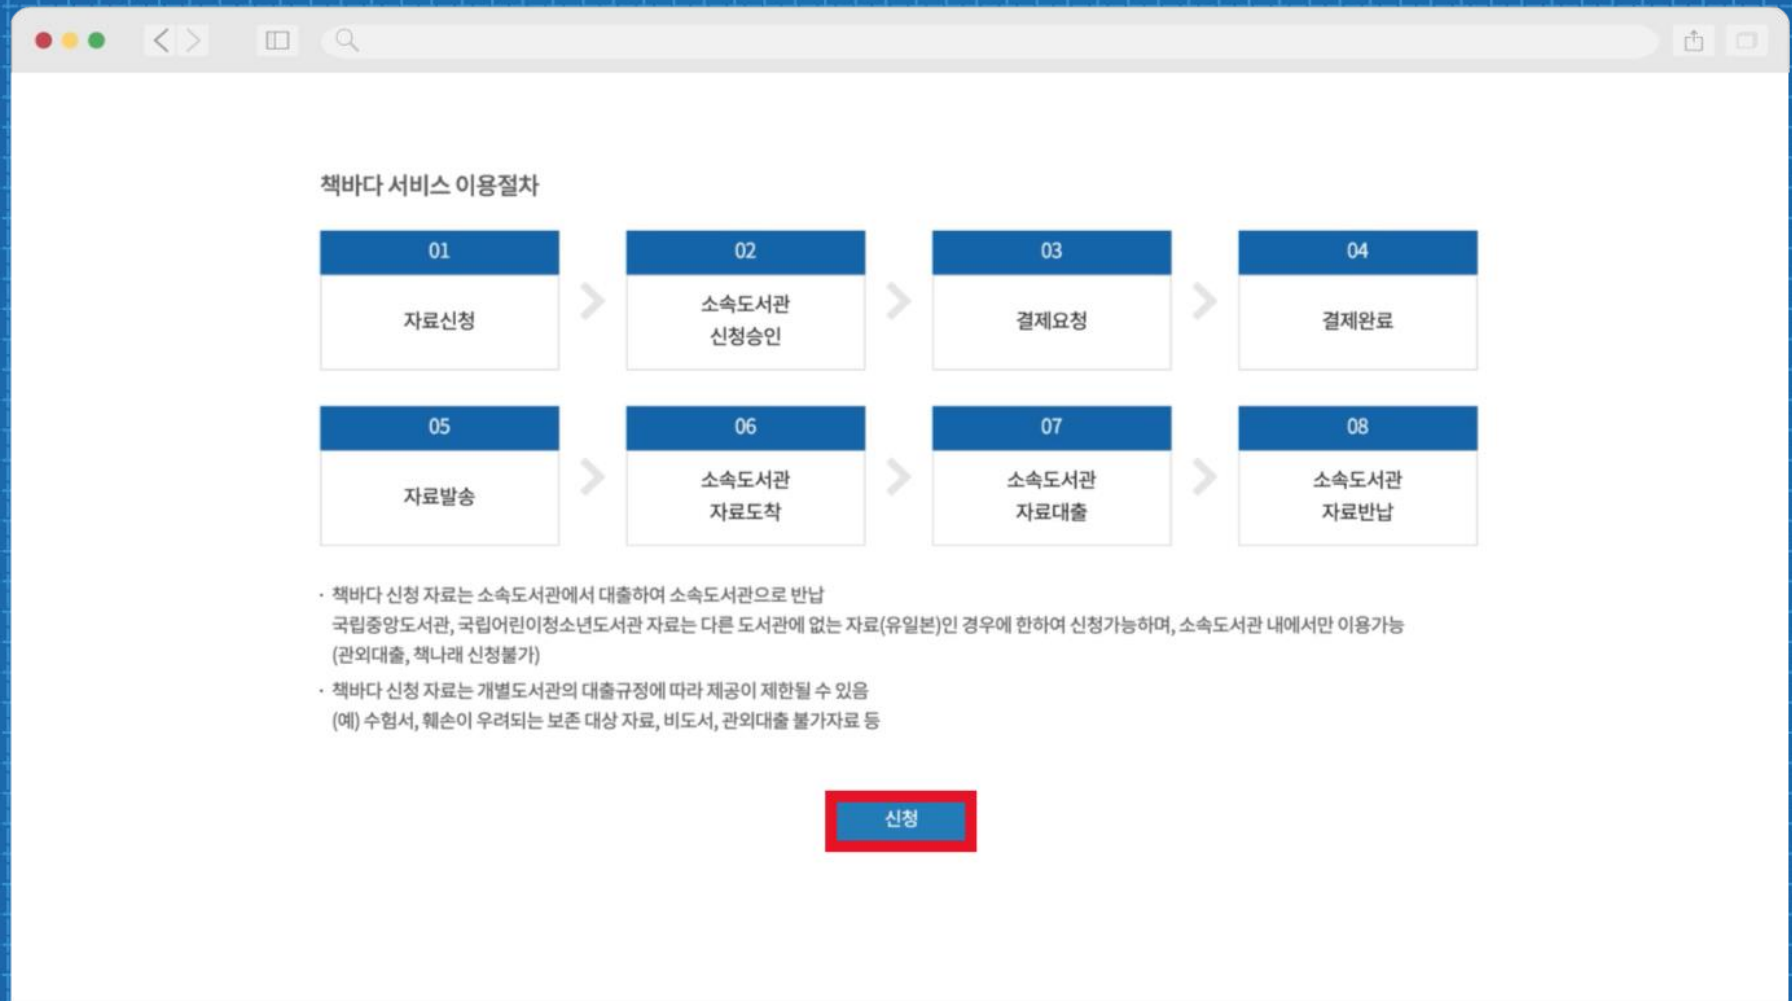 책바다 서비스 이용절차
01
자료신청
02
소속도서관
신청승인
03
결제요청
04
결제완료
05
자료발송
06
소속도서관
자료도착
07
소속도서관
자료대출
08
소속도서관
자료반납
· 책바다 신청 자료는 소속도서관에서 대출하여 소속도서관으로 반납
국립중앙도서관, 국립어린이청소년도서관 자료는 다른 도서관에 없는 자료(유일본)인 경우에 한하여 신청가능하며, 소속도서관 내에서만 이용가능
(관외대출, 책나래 신청불가)
· 책바다 신청 자료는 개별도서관의 대출규정에 따라 제공이 제한될 수 있음
(예) 수험서, 훼손이 우려되는 보존 대상 자료, 비도서, 관외대출 불가자료 등
신청